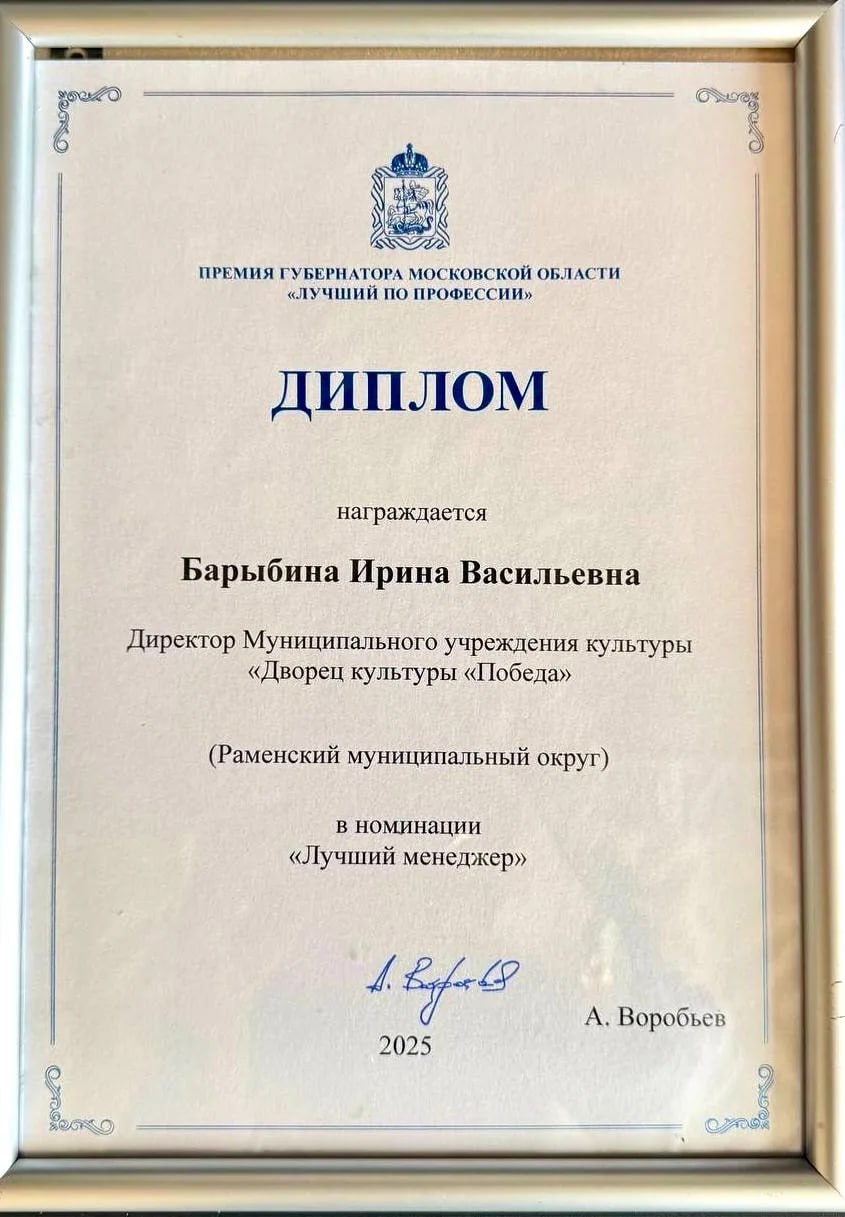 ПРЕМИЯ ГУБЕРНАТОРА МОСКОВСКОЙ ОБЛАСТИ
«ЛУЧШИЙ ПО ПРОФЕССИИ»
ДИПЛОМ
награждается
Барыбина Ирина Васильевна
Директор Муниципального учреждения культуры
«Дворец культуры «Победа»
(Раменский муниципальный округ)
в номинации
«Лучший менеджер»
А. Воробьев
А. Воробьев
2025